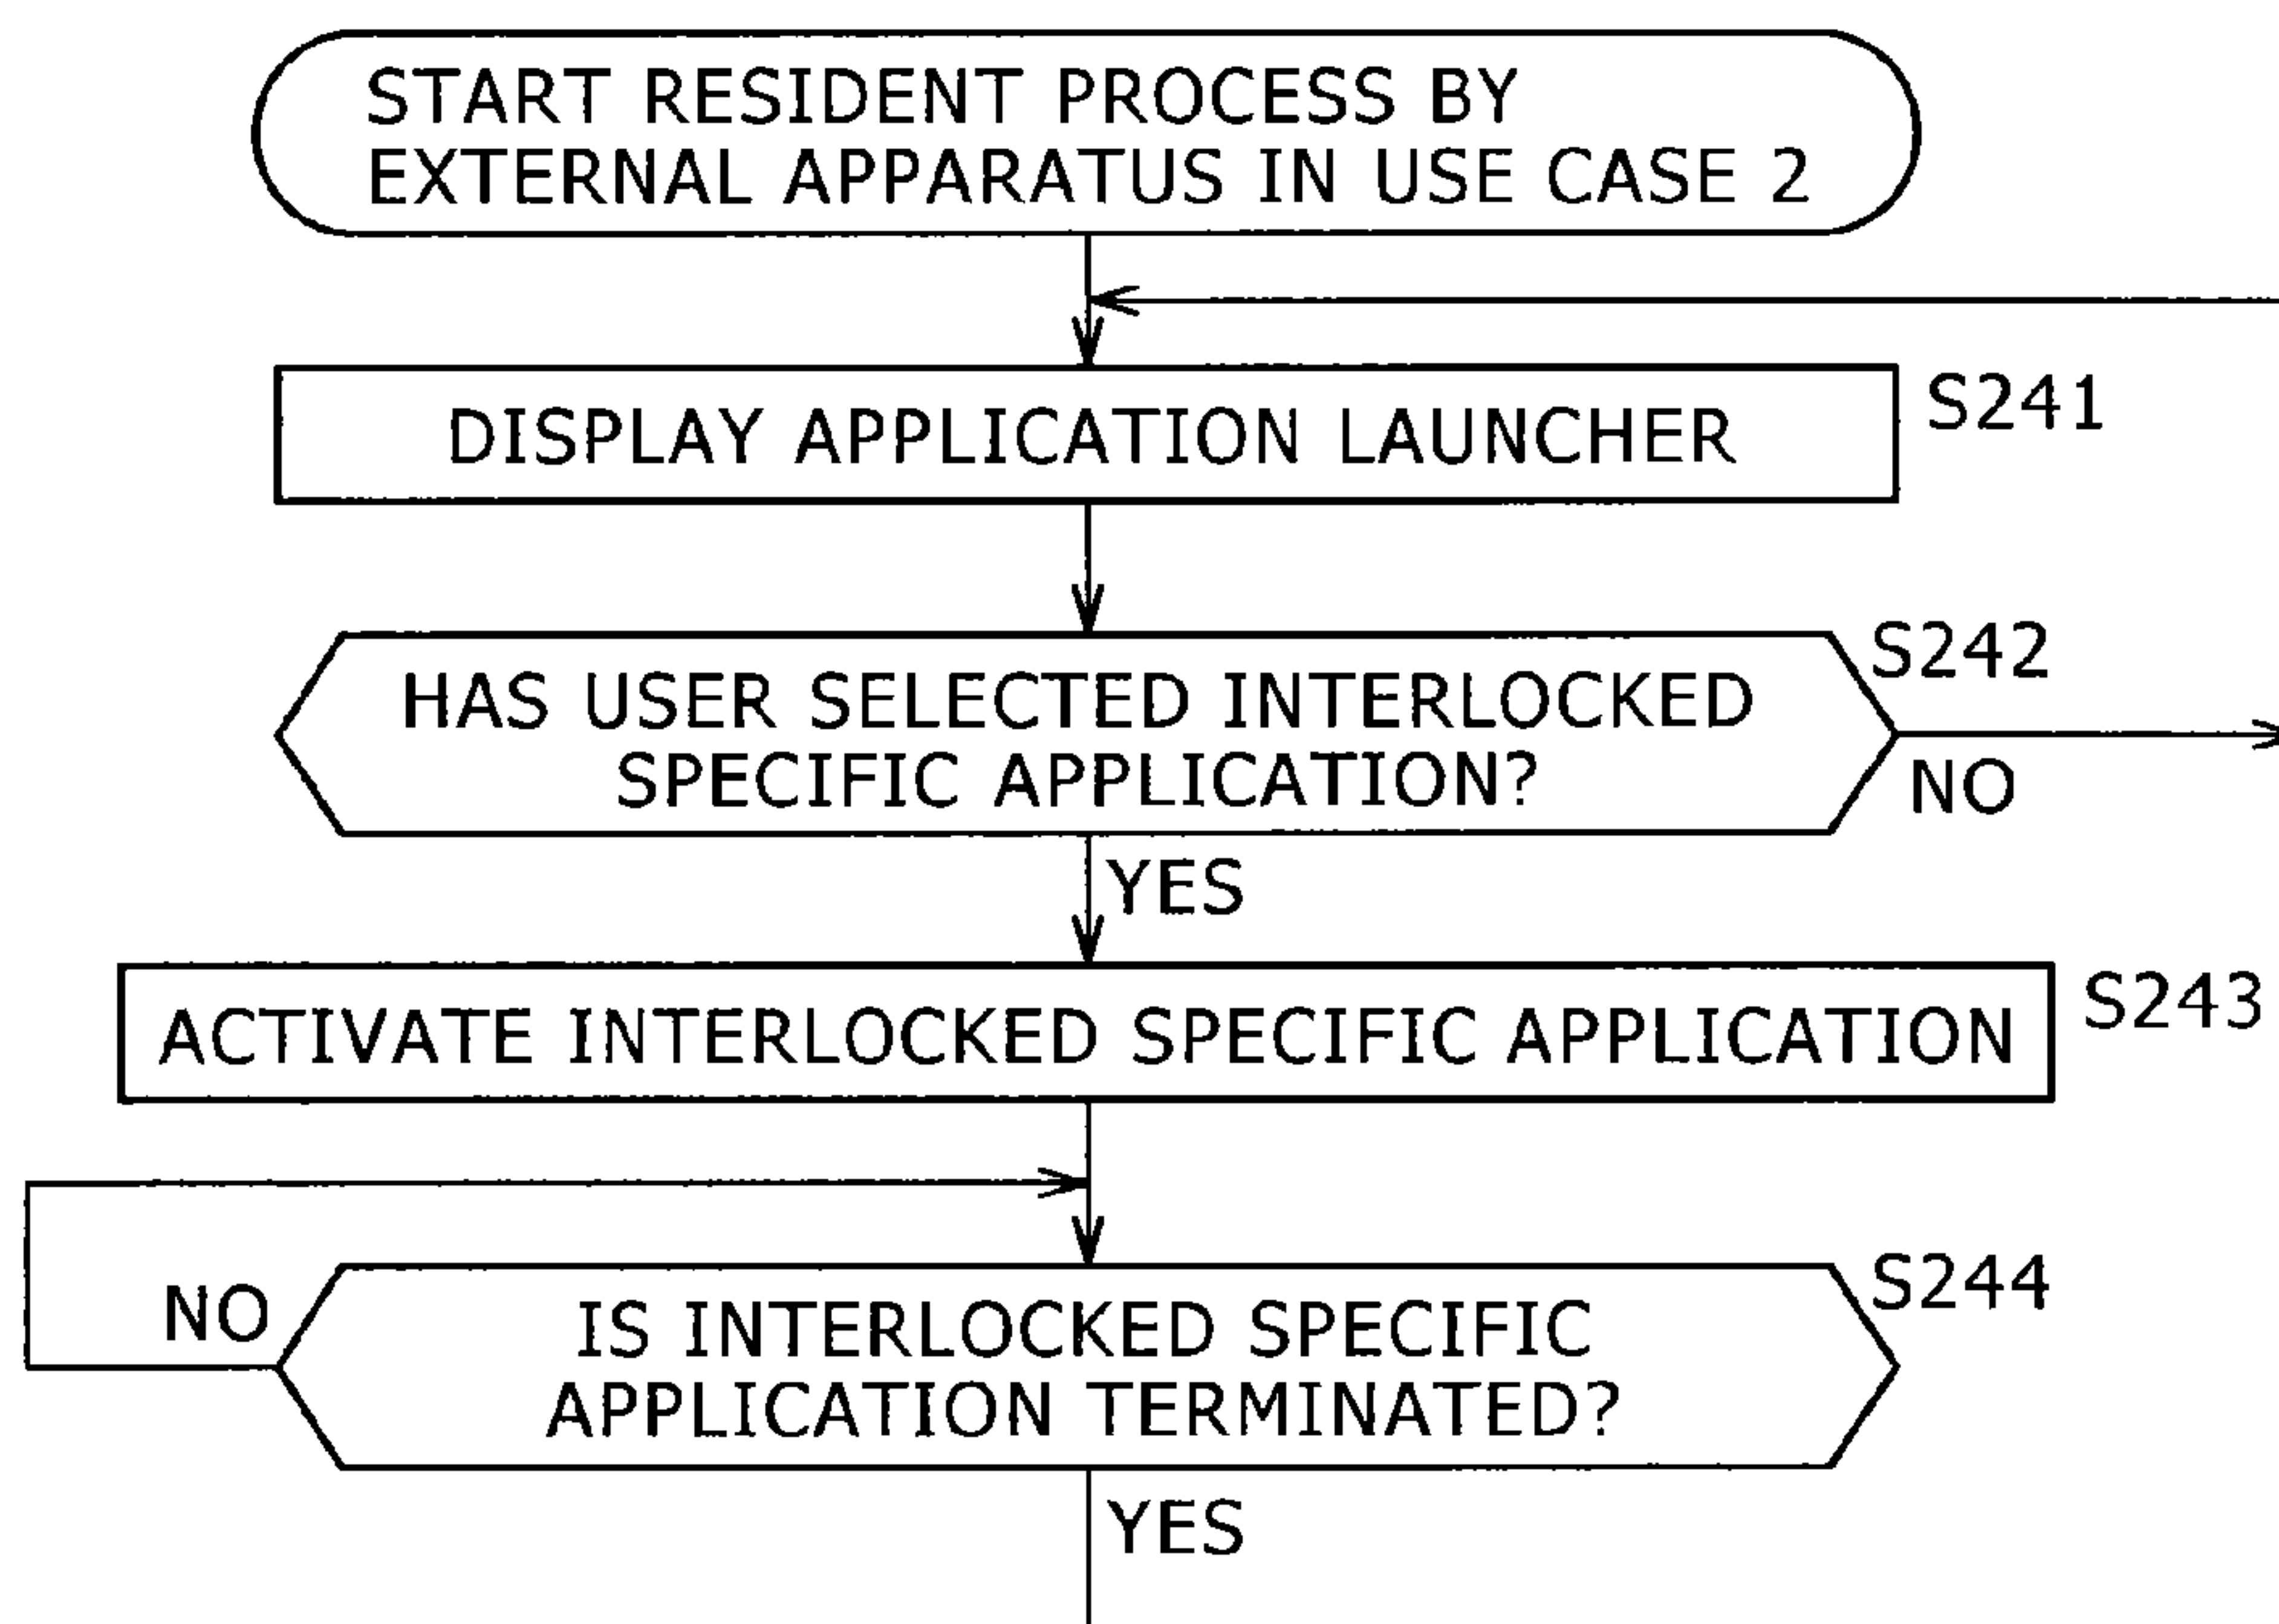 START RESIDENT PROCESS BY
EXTERNAL APPARATUS IN USE CASE 2
DISPLAY APPLICATION LAUNCHER
S241
HAS USER SELECTED INTERLOCKED
SPECIFIC APPLICATION?
S242
NO
YES
ACTIVATE INTERLOCKED SPECIFIC APPLICATION
S243
NO
IS INTERLOCKED SPECIFIC
APPLICATION TERMINATED?
S244
YES